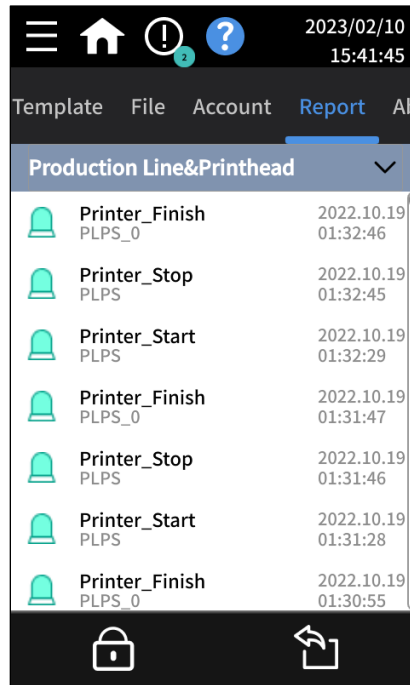 2023/02/10
15:41:45
2
Template File Account Report
Production Line&Printhead
Printer_Finish 2022.10.19
PLPS_0 01:32:46
Printer_Stop 2022.10.19
PLPS 01:32:45
Printer_Start 2022.10.19
PLPS 01:32:29
Printer_Finish 2022.10.19
PLPS_0 01:31:47
Printer_Stop 2022.10.19
PLPS 01:31:46
Printer_Start 2022.10.19
PLPS 01:31:28
Printer_Finish 2022.10.19
PLPS_0 01:30:55